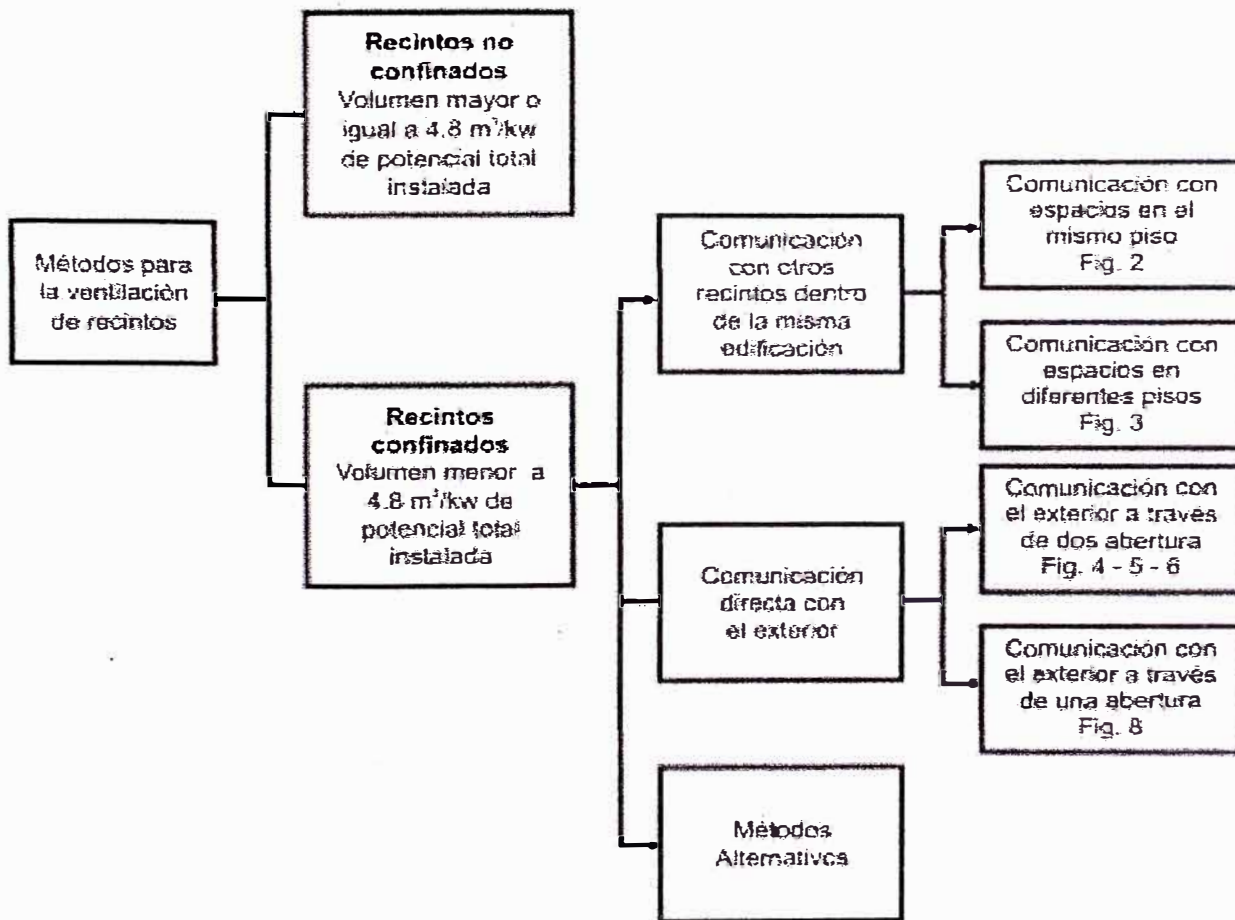 Métodos para
la ventilación
de recintos
Recintos no
confinados
Volumen mayor o
igual a 4.8 m³/kw
de potencial total
instalada
Recintos
confinados
Volumen menor a
4.8 m³/kw de
potencial total
instalada
Comunicación
con otros
recintos dentro
de la misma
edificación
Comunicación
directa con
el exterior
Métodos
Alternativos
Comunicación con
espacios en el
mismo piso
Fig. 2
Comunicación con
espacios en
diferentes pisos
Fig. 3
Comunicación con
el exterior a través
de dos abertura
Fig. 4 - 5 - 6
Comunicación con
el exterior a través
de una abertura
Fig. 8